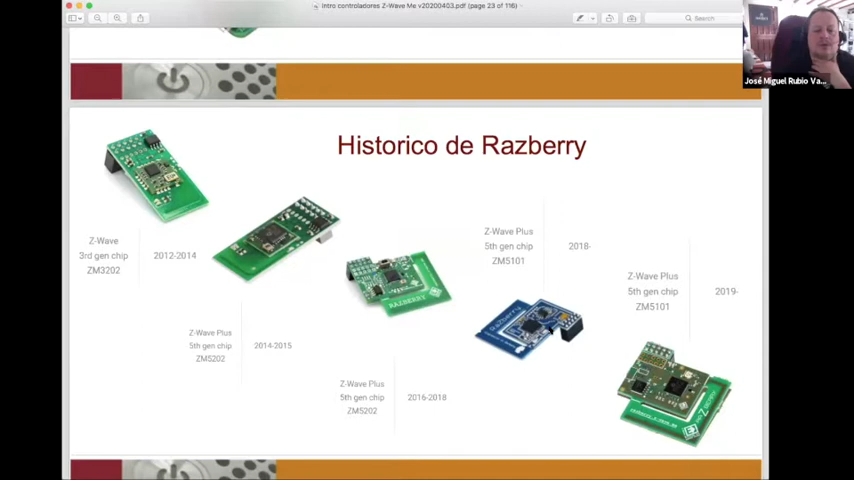 Intro controladores Z-Wave Me v20200403.pdf (page 23 of 116)
Search
José Miguel Rubio Va...
Historico de Razberry
Z-Wave
3rd gen chip
ZM3202
2012-2014
Z-Wave Plus
5th gen chip
ZM5202
2014-2015
RAZBERRY
Z-Wave Plus
5th gen chip
ZM5202
2016-2018
Z-Wave Plus
5th gen chip
ZM5101
2018-
RaZberry
Z-Wave Plus
5th gen chip
ZM5101
2019-